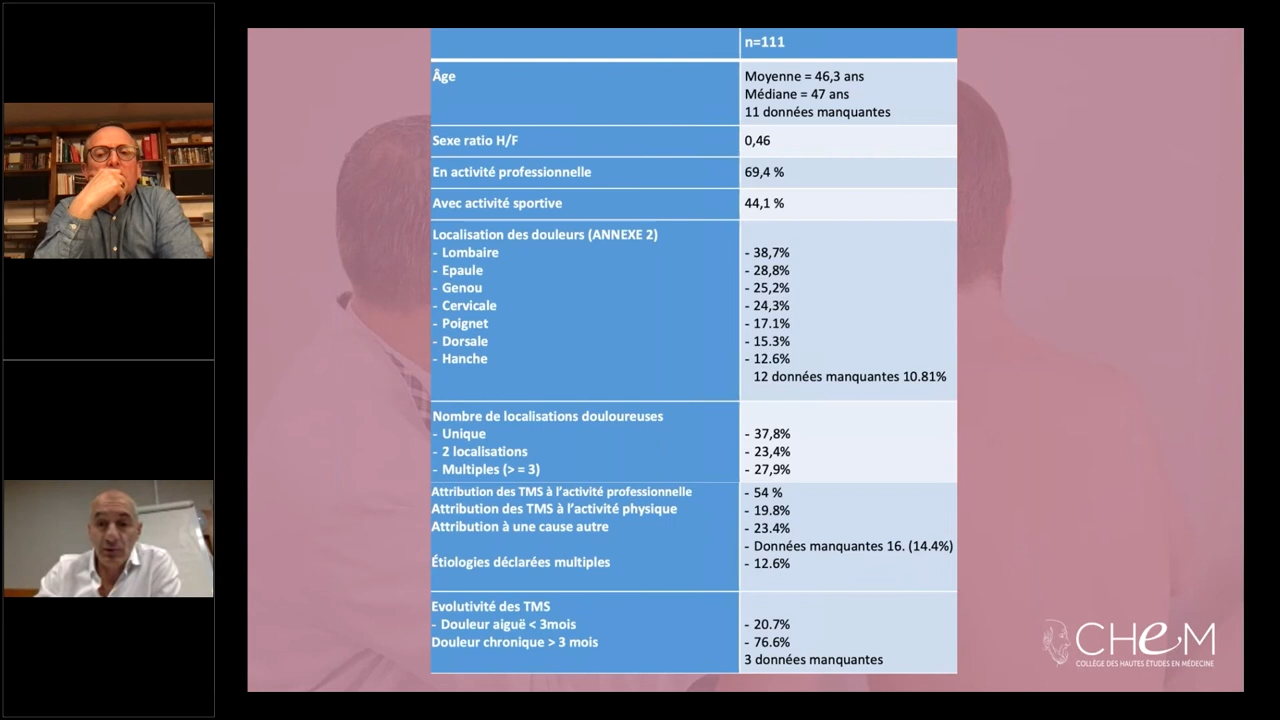 n=111
Âge
Moyenne = 46,3 ans
Médiane = 47 ans
11 données manquantes
Sexe ratio H/F
0,46
En activité professionnelle
69,4 %
Avec activité sportive
44,1 %
Localisation des douleurs (ANNEXE 2)
- Lombaire
- 38,7%
- Epaule
- 28,8%
- Genou
- 25,2%
- Cervicale
- 24,3%
- Poignet
- 17.1%
- Dorsale
- 15.3%
- Hanche
- 12.6%
12 données manquantes 10.81%
Nombre de localisations douloureuses
- Unique
- 37,8%
- 2 localisations
- 23,4%
- Multiples (> = 3)
- 27,9%
Attribution des TMS à l’activité professionnelle
- 54 %
Attribution des TMS à l’activité physique
- 19.8%
Attribution à une cause autre
- 23.4%
- Données manquantes 16. (14.4%)
Étiologies déclarées multiples
- 12.6%
Evolutivité des TMS
- Douleur aiguë < 3mois
- 20.7%
Douleur chronique > 3 mois
- 76.6%
3 données manquantes
CHeM
COLLÈGE DES HAUTES ÉTUDES EN MÉDECINE